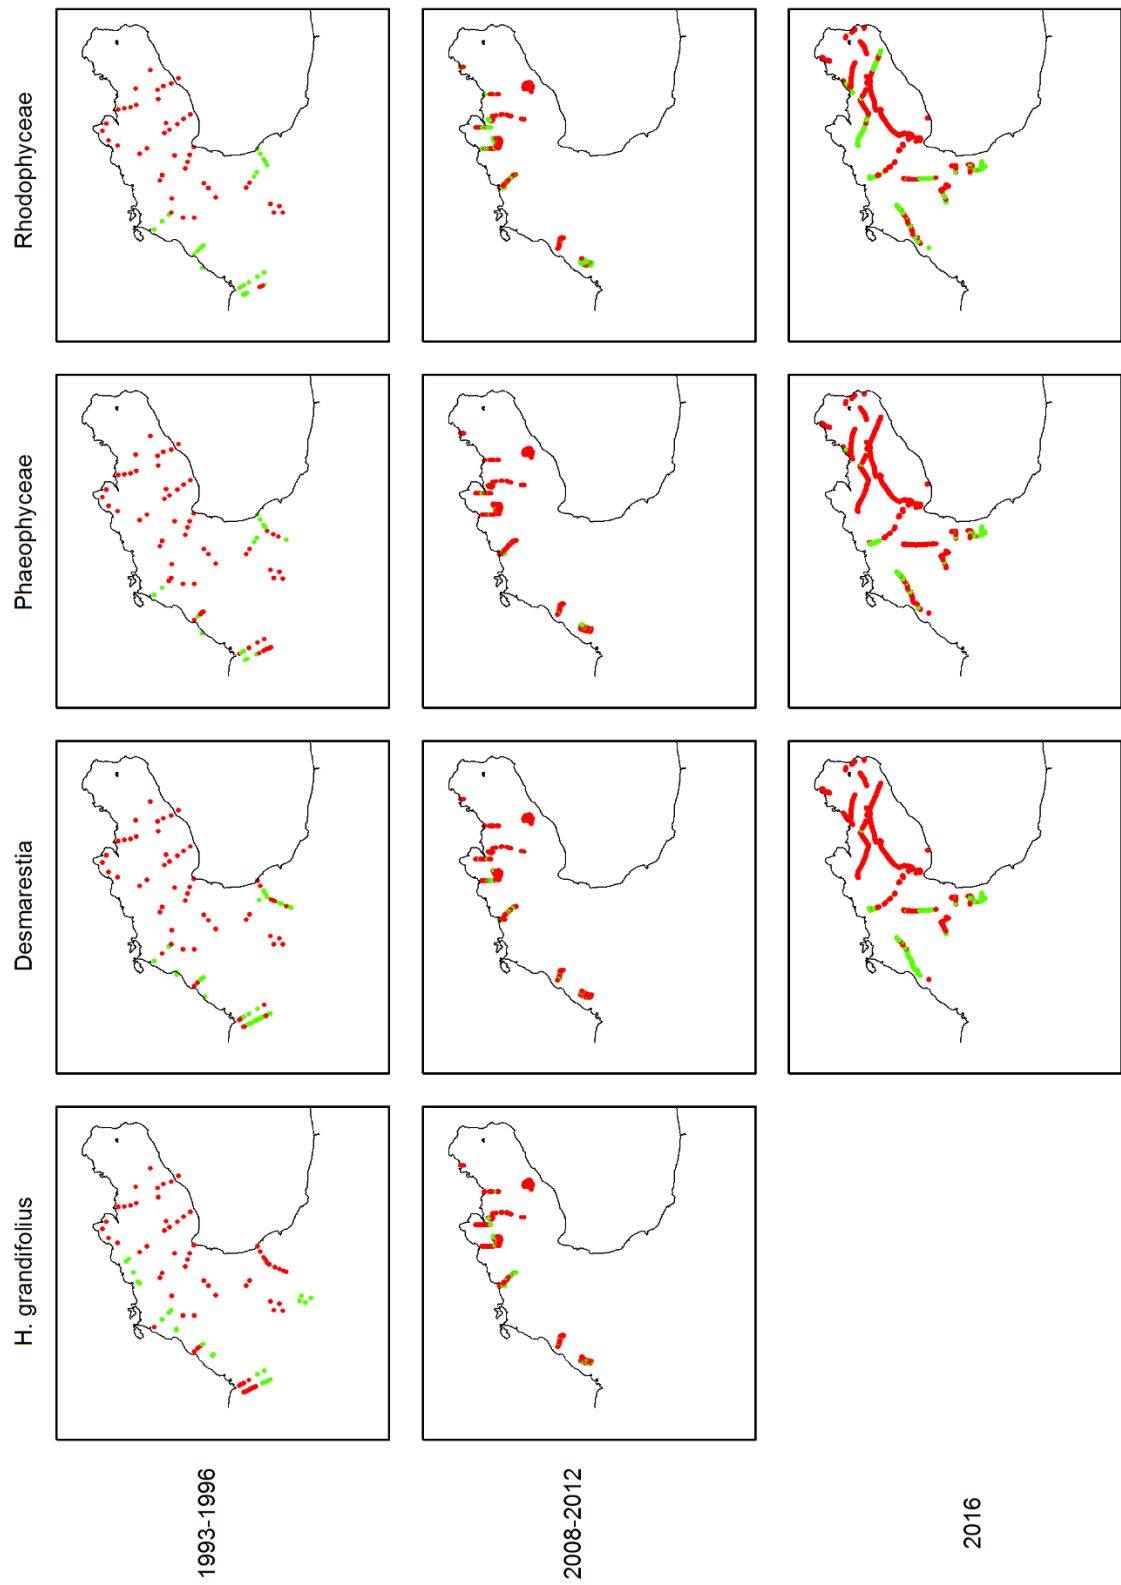 H. grandifolius
Desmarestia
Phaeophyceae
Rhodophyceae
1993-1996
2008-2012
2016